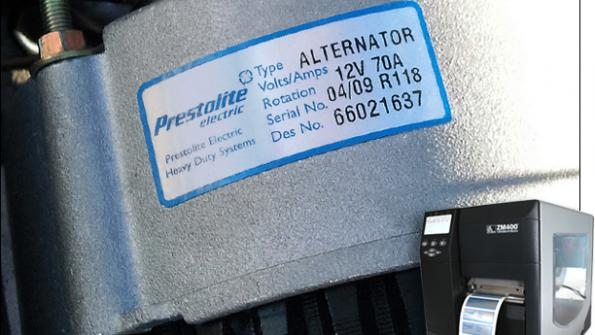 Prestolite
electric
Prestolite Electric
Heavy Duty Systems
Type ALTERNATOR
Volts/Amps 12V 70A
Rotation 04/09 R118
Serial No. 66021637
Des No.
ZM400